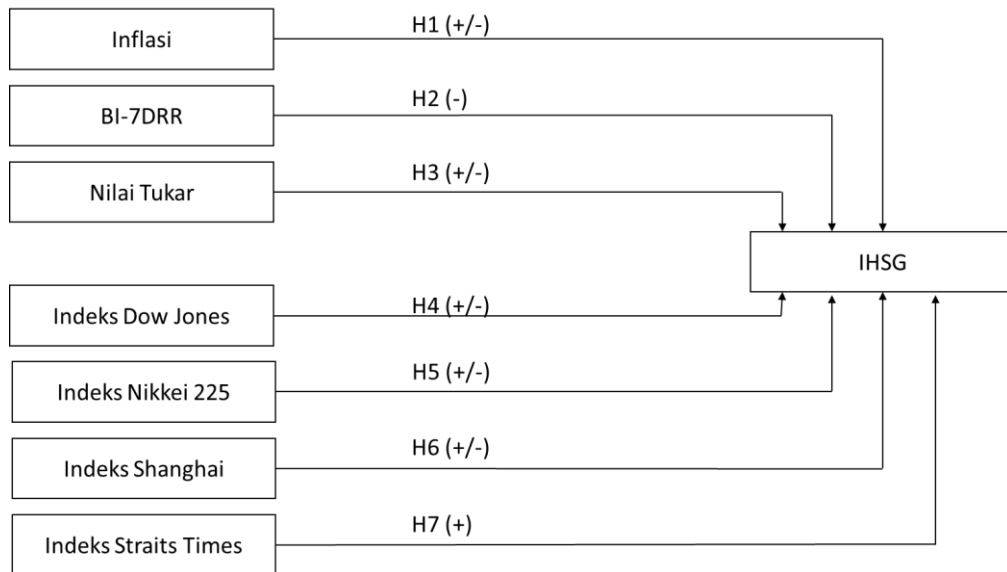 Inflasi
H1 (+/-)
BI-7DRR
H2 (-)
Nilai Tukar
H3 (+/-)
IHSG
Indeks Dow Jones
H4 (+/-)
Indeks Nikkei 225
H5 (+/-)
Indeks Shanghai
H6 (+/-)
Indeks Straits Times
H7 (+)